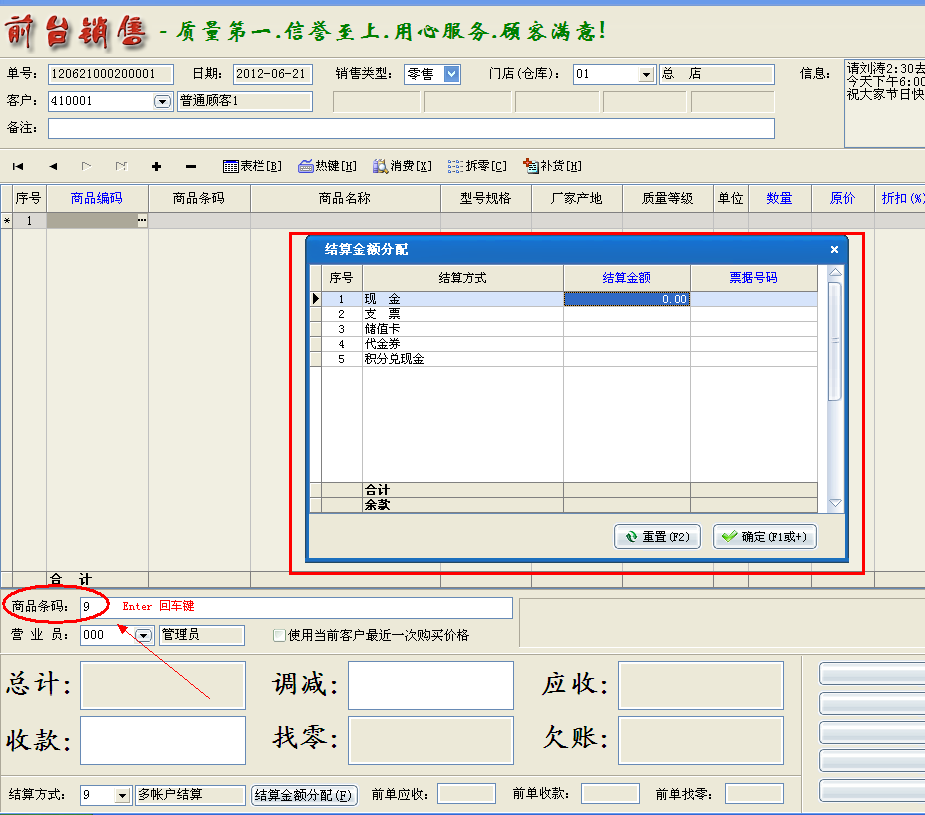 前台销售 - 质量第一.信誉至上.用心服务.顾客满意!
单号: 120621000200001 日期: 2012-06-21 销售类型: 零售 门店(仓库): 01 总 店 信息:
请刘涛2:30去
今天下午6:00
祝大家节日快
客户: 410001 普通顾客1
备注:
表栏[B] 热键[H] 消费[X] 拆零[C] 补货[M]
序号 商品编码 商品条码 商品名称 型号规格 厂家产地 质量等级 单位 数量 原价 折扣(%)
* 1 ...
结算金额分配 ×
序号 结算方式 结算金额 票据号码
1 现 金 0.00
2 支 票
3 储值卡
4 代金券
5 积分兑现金
合计
余款
重置(F2) 确定(F1或+)
合 计
商品条码: 9 Enter 回车键
营 业 员: 000 管理员 使用当前客户最近一次购买价格
总计: 调减: 应收:
收款: 找零: 欠账:
结算方式: 9 多帐户结算 结算金额分配(F) 前单应收: 前单收款: 前单找零: